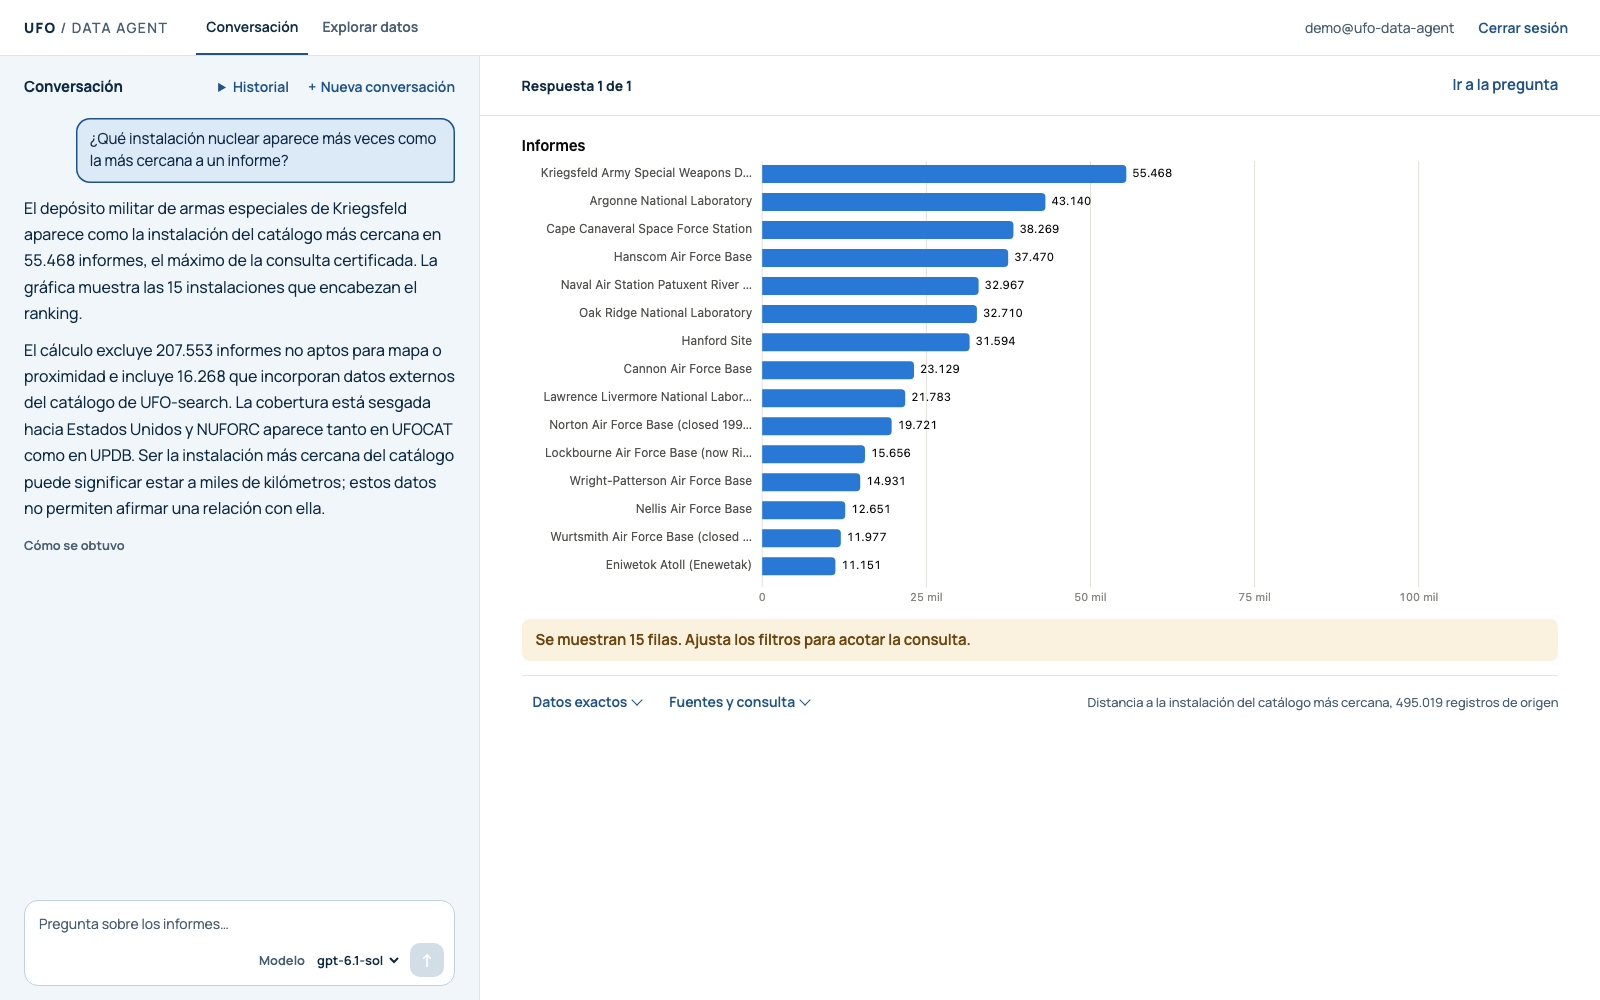 UFO / DATA AGENT
Conversación
Explorar datos
demo@ufo-data-agent
Cerrar sesión
Conversación
Historial
+ Nueva conversación
¿Qué instalación nuclear aparece más veces como
la más cercana a un informe?
El depósito militar de armas especiales de Kriegsfeld
aparece como la instalación del catálogo más cercana en
55.468 informes, el máximo de la consulta certificada. La
gráfica muestra las 15 instalaciones que encabezan el
ranking.
El cálculo excluye 207.553 informes no aptos para mapa o
proximidad e incluye 16.268 que incorporan datos externos
del catálogo de UFO-search. La cobertura está sesgada
hacia Estados Unidos y NUFORC aparece tanto en UFOCAT
como en UPDB. Ser la instalación más cercana del catálogo
puede significar estar a miles de kilómetros; estos datos
no permiten afirmar una relación con ella.
Cómo se obtuvo
Pregunta sobre los informes…
Modelo gpt-6.1-sol
Respuesta 1 de 1
Ir a la pregunta
Informes
Kriegsfeld Army Special Weapons D... 55.468
Argonne National Laboratory 43.140
Cape Canaveral Space Force Station 38.269
Hanscom Air Force Base 37.470
Naval Air Station Patuxent River ... 32.967
Oak Ridge National Laboratory 32.710
Hanford Site 31.594
Cannon Air Force Base 23.129
Lawrence Livermore National Labor... 21.783
Norton Air Force Base (closed 199... 19.721
Lockbourne Air Force Base (now Ri... 15.656
Wright-Patterson Air Force Base 14.931
Nellis Air Force Base 12.651
Wurtsmith Air Force Base (closed ... 11.977
Eniwetok Atoll (Enewetak) 11.151
0 25 mil 50 mil 75 mil 100 mil
Se muestran 15 filas. Ajusta los filtros para acotar la consulta.
Datos exactos
Fuentes y consulta
Distancia a la instalación del catálogo más cercana, 495.019 registros de origen